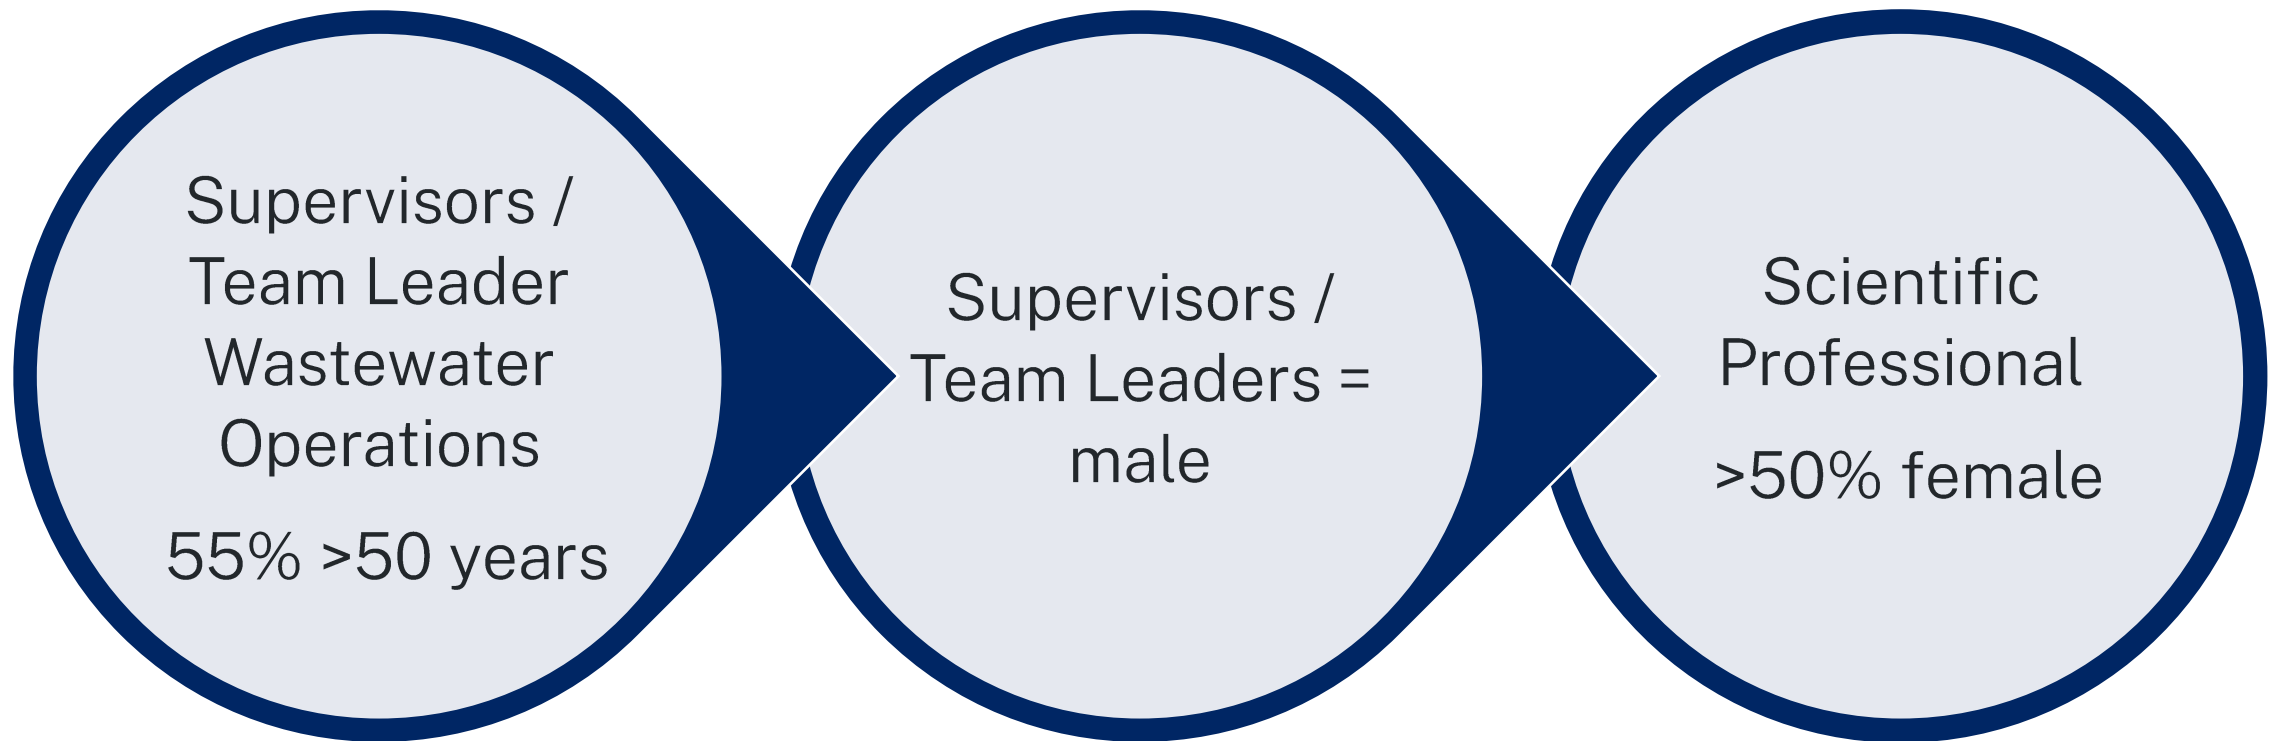 Supervisors /
Team Leader
Wastewater
Operations
55% >50 years
Supervisors /
Team Leaders =
male
Scientific
Professional
>50% female